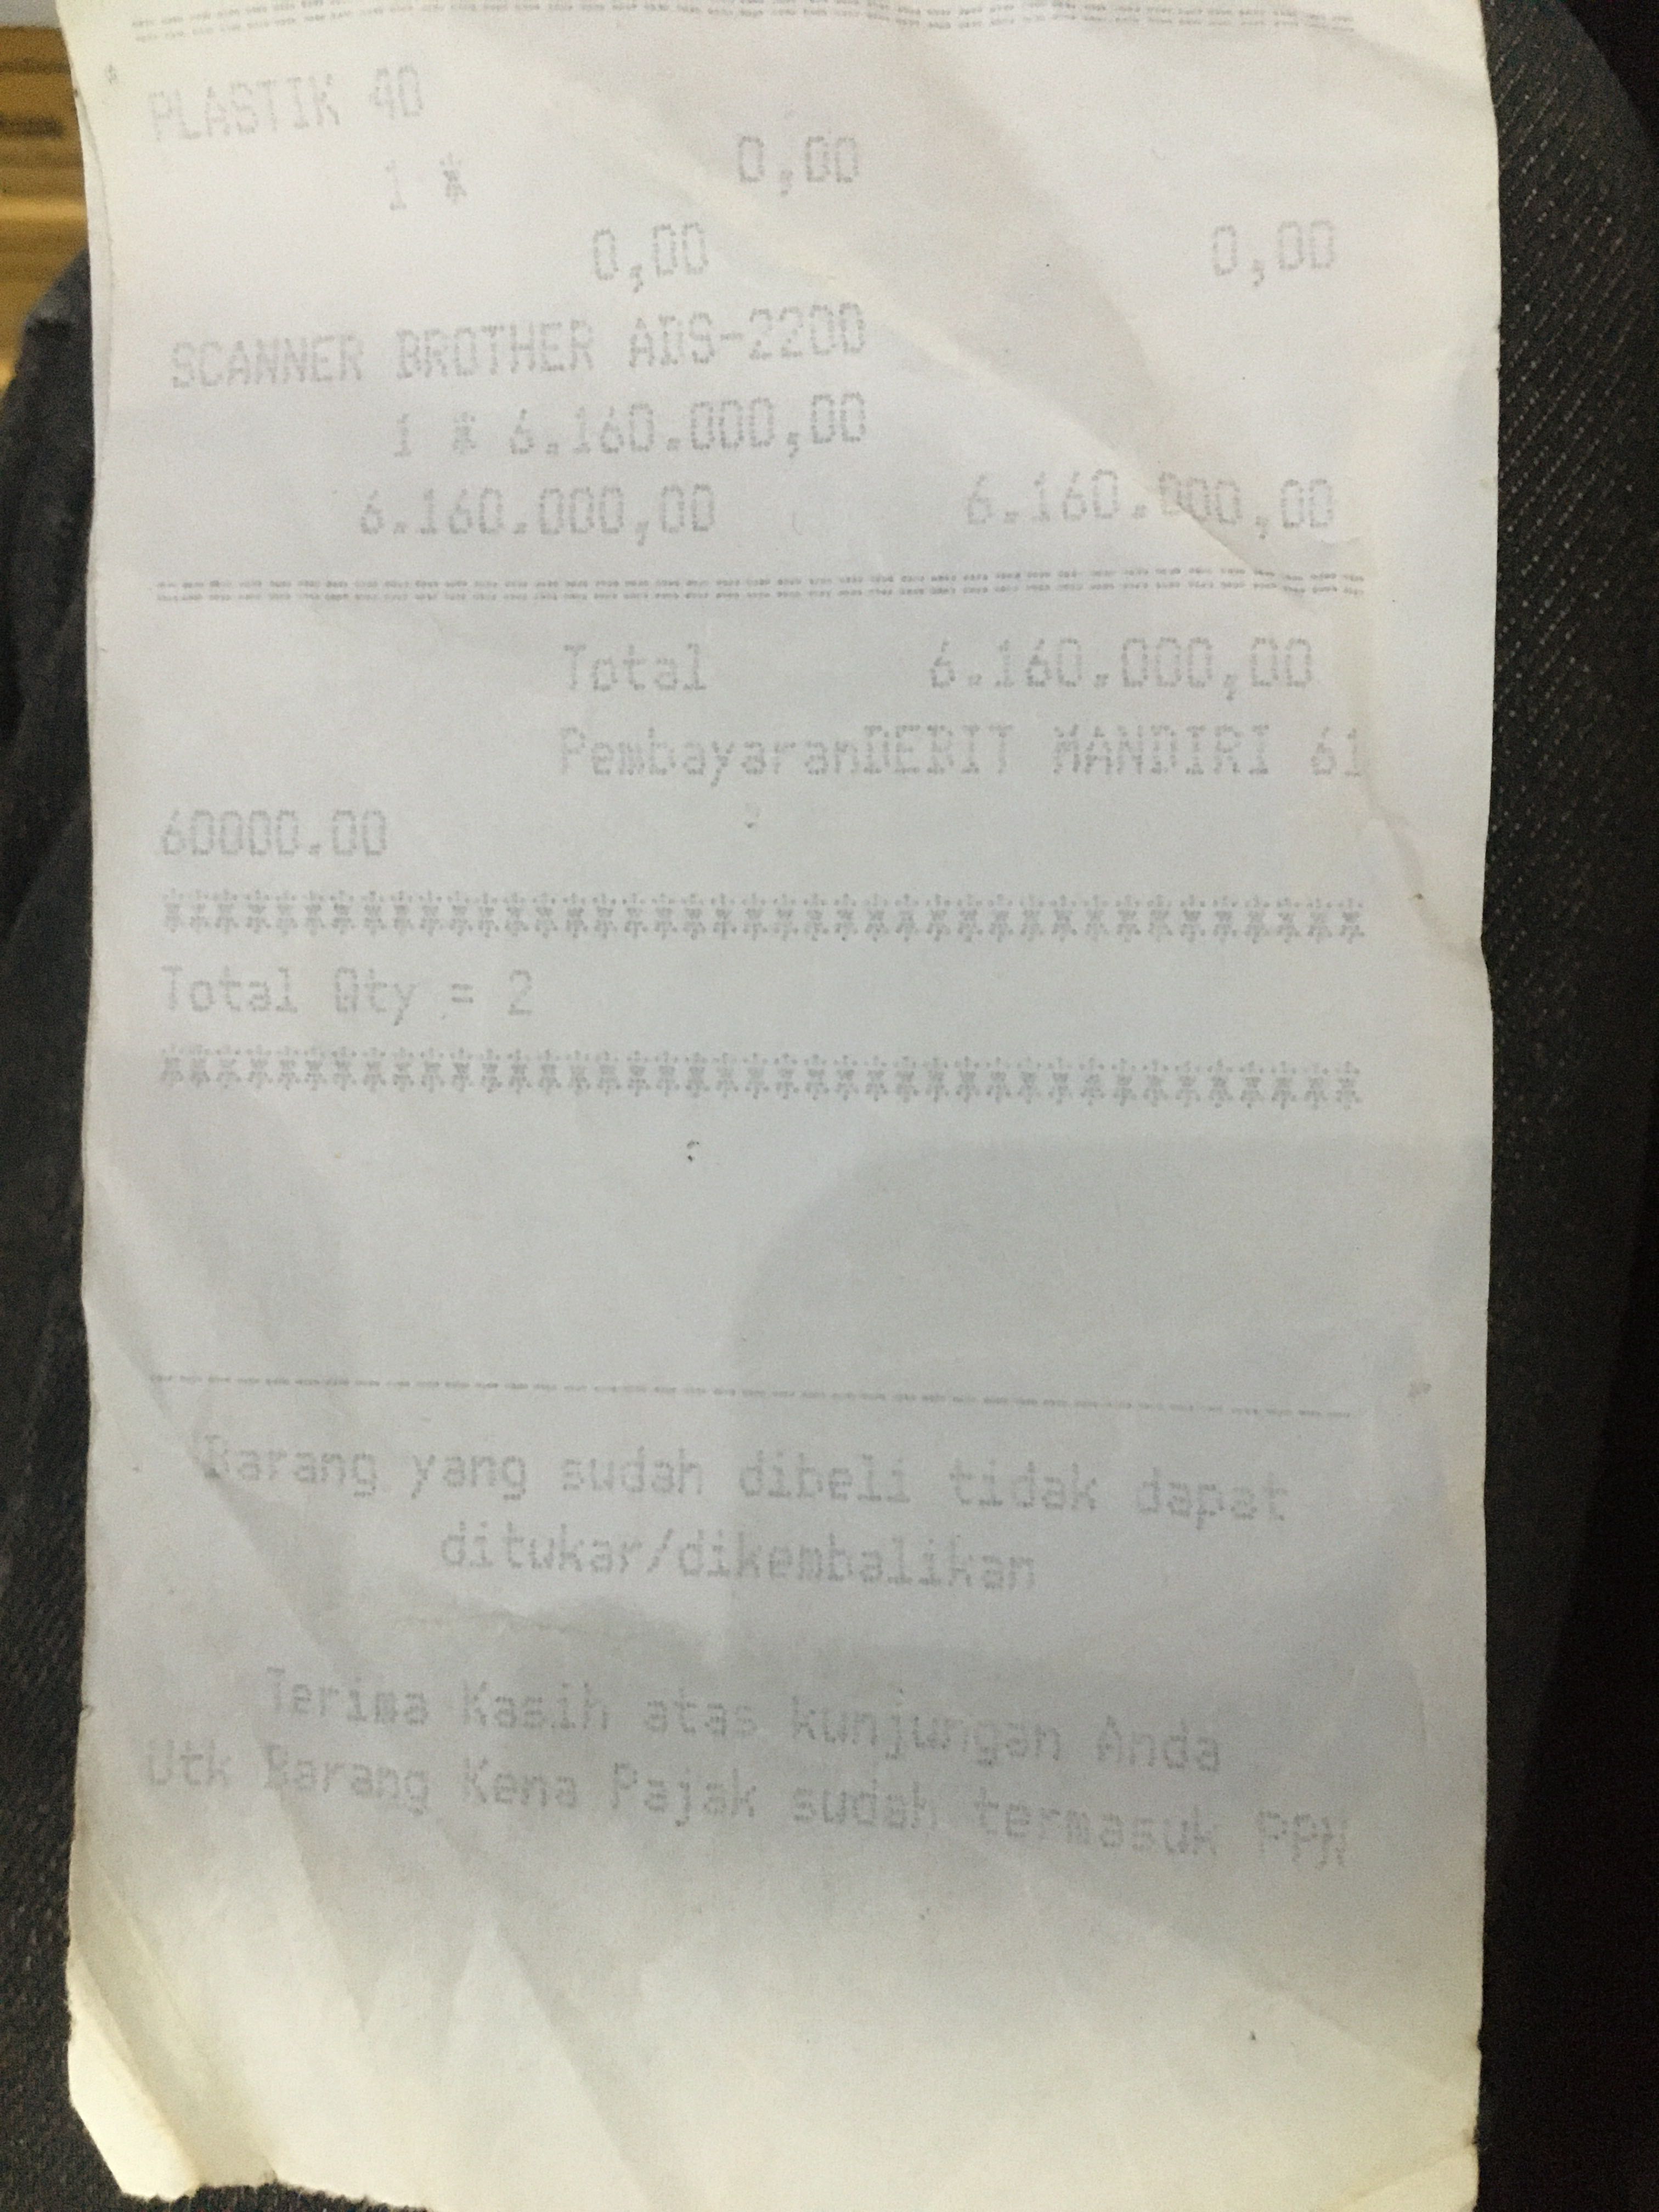 ========================================
PLASTIK 40
1 * 0,00
0,00 0,00
SCANNER BROTHER ADS-2200
1 * 6.160.000,00
6.160.000,00 6.160.000,00
========================================
Total 6.160.000,00
PembayaranDEBIT MANDIRI 61
60000.00
****************************************
Total Qty = 2
****************************************
----------------------------------------
Barang yang sudah dibeli tidak dapat
ditukar/dikembalikan
Terima Kasih atas kunjungan Anda
Utk Barang Kena Pajak sudah termasuk PPN